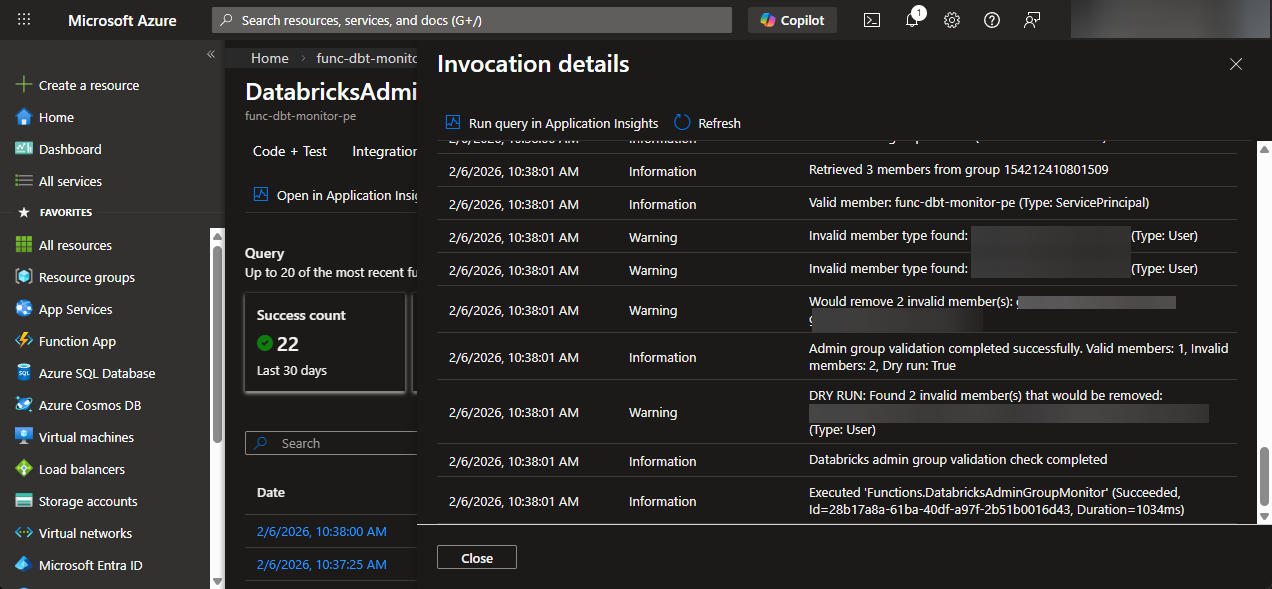 Microsoft Azure
Search resources, services, and docs (G+/)
Copilot
1
Create a resource
Home
Dashboard
All services
FAVORITES
All resources
Resource groups
App Services
Function App
Azure SQL Database
Azure Cosmos DB
Virtual machines
Load balancers
Storage accounts
Virtual networks
Microsoft Entra ID
Home > func-dbt-monito
DatabricksAdmi
func-dbt-monitor-pe
Code + Test Integration
Open in Application Insig
Query
Up to 20 of the most recent fu
Success count
22
Last 30 days
Search
Date
2/6/2026, 10:38:00 AM
2/6/2026, 10:37:25 AM
Invocation details
Run query in Application Insights Refresh
2/6/2026, 10:38:00 AM Information
2/6/2026, 10:38:01 AM Information Retrieved 3 members from group 154212410801509
2/6/2026, 10:38:01 AM Information Valid member: func-dbt-monitor-pe (Type: ServicePrincipal)
2/6/2026, 10:38:01 AM Warning Invalid member type found: (Type: User)
2/6/2026, 10:38:01 AM Warning Invalid member type found: (Type: User)
2/6/2026, 10:38:01 AM Warning Would remove 2 invalid member(s):
2/6/2026, 10:38:01 AM Information Admin group validation completed successfully. Valid members: 1, Invalid
members: 2, Dry run: True
2/6/2026, 10:38:01 AM Warning DRY RUN: Found 2 invalid member(s) that would be removed:
(Type: User)
2/6/2026, 10:38:01 AM Information Databricks admin group validation check completed
2/6/2026, 10:38:01 AM Information Executed 'Functions.DatabricksAdminGroupMonitor' (Succeeded,
Id=28b17a8a-61ba-40df-a97f-2b51b0016d43, Duration=1034ms)
Close